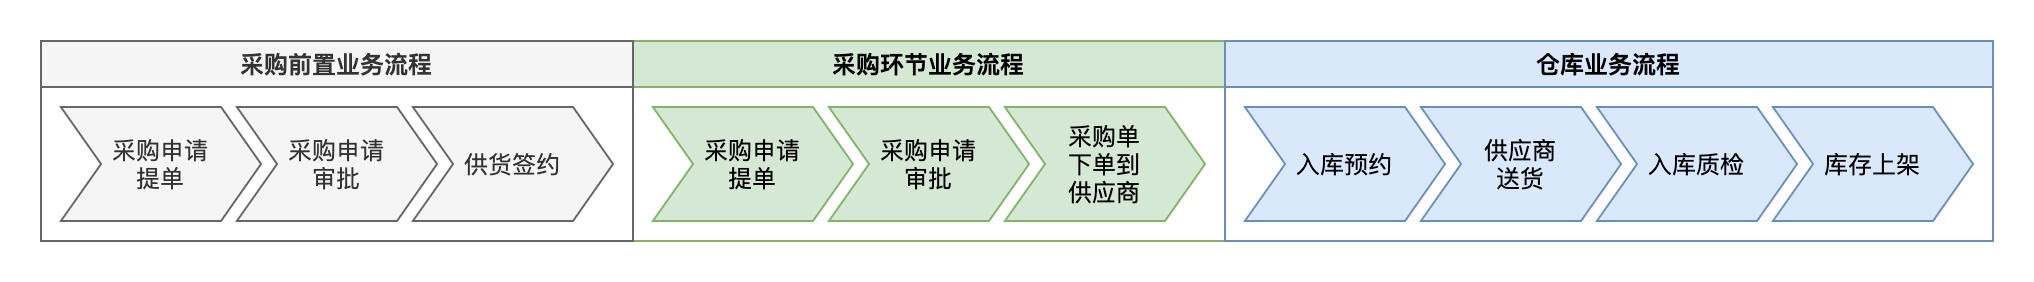 采购前置业务流程
采购申请
提单
采购申请
审批
供货签约
采购环节业务流程
采购申请
提单
采购申请
审批
采购单
下单到
供应商
仓库业务流程
入库预约
供应商
送货
入库质检
库存上架